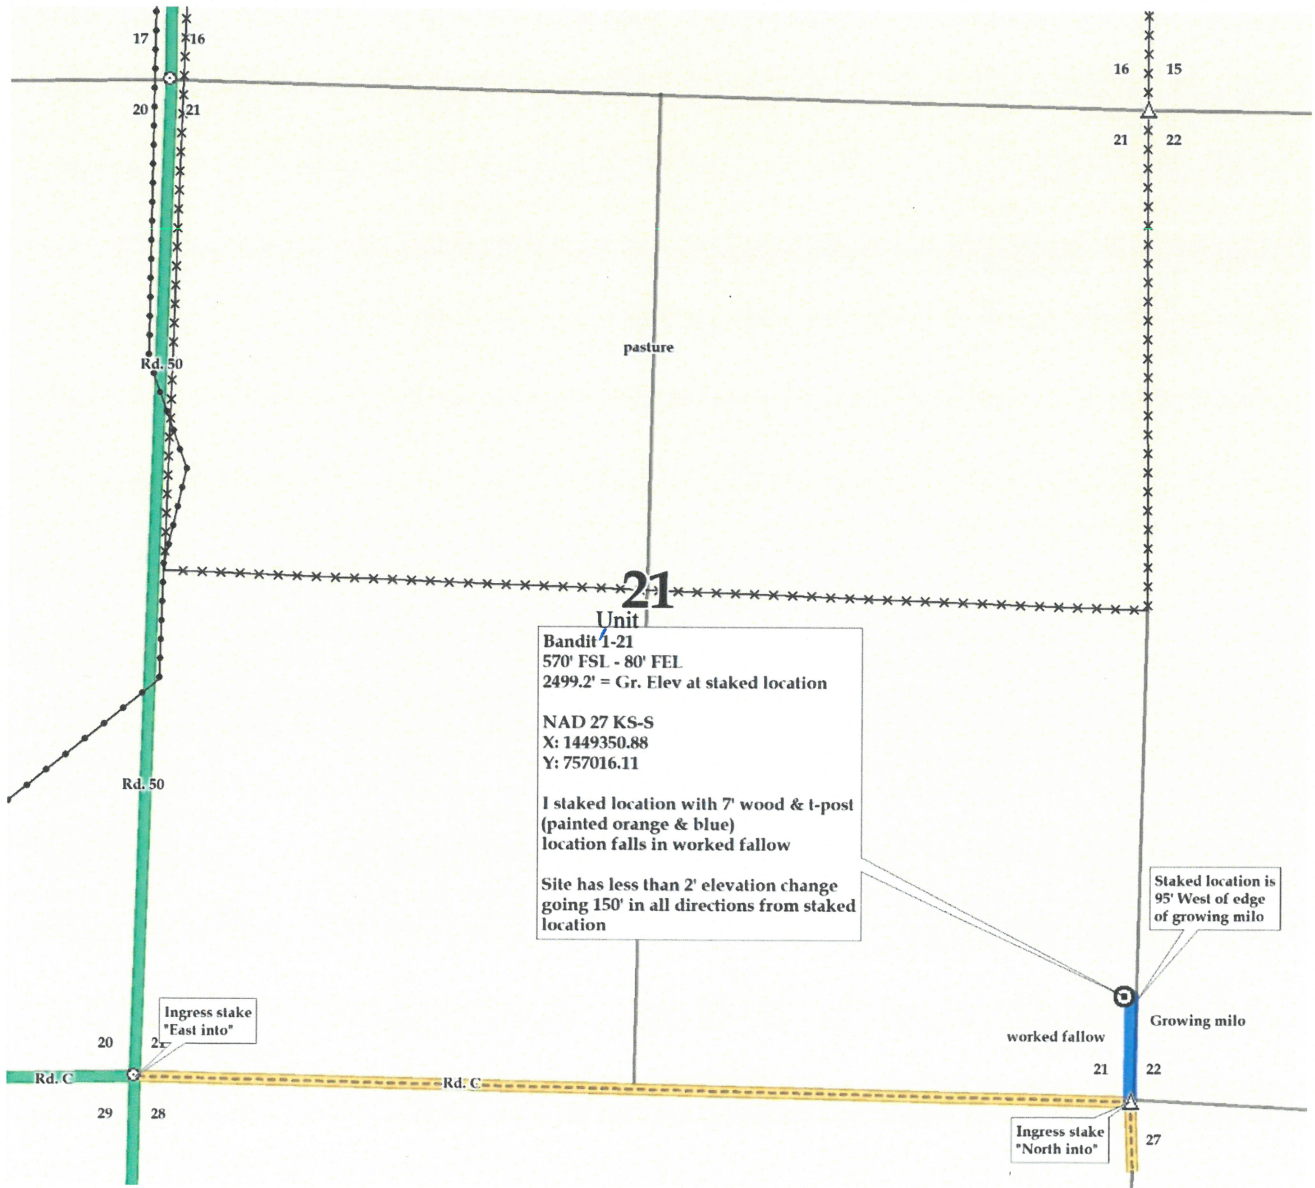 17
16
16
15
20
21
21
22
Rd. 50
pasture
21
Unit
Bandit 1-21
570' FSL - 80' FEL
2499.2' = Gr. Elev at staked location
NAD 27 KS-S
X: 1449350.88
Y: 757016.11
I staked location with 7' wood & t-post
(painted orange & blue)
location falls in worked fallow
Site has less than 2' elevation change
going 150' in all directions from staked
location
Rd. 50
Staked location is
95' West of edge
of growing milo
Ingress stake
"East into"
Growing milo
worked fallow
20
21
21
22
Rd. C
Rd. C
29
28
Ingress stake
"North into"
27